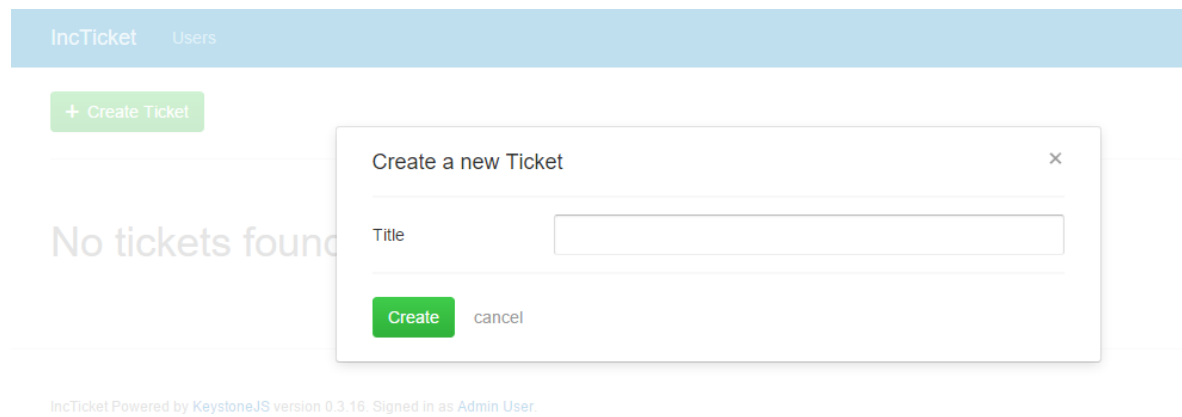 IncTicket Users
+ Create Ticket
Create a new Ticket ×
No tickets found
Title
Create cancel
IncTicket Powered by KeystoneJS version 0.3.16. Signed in as Admin User.